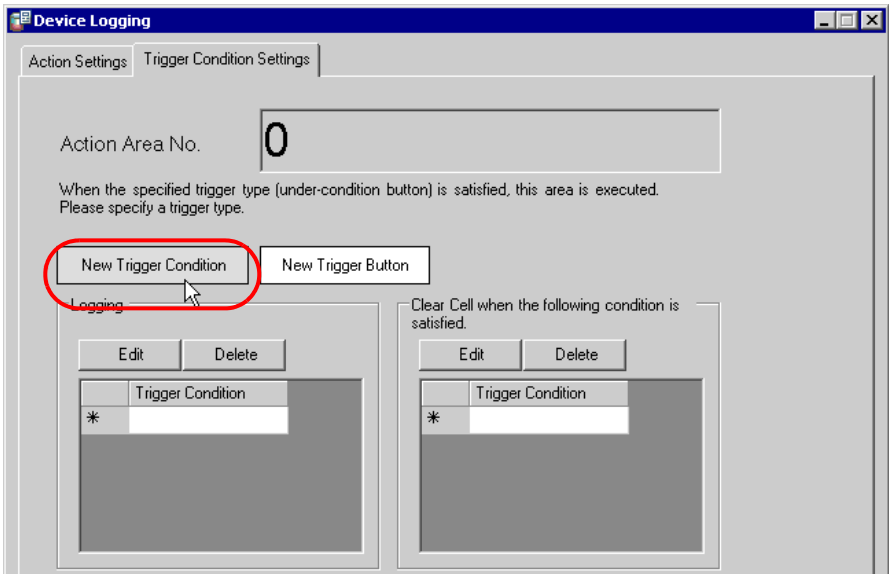 Device Logging
Action Settings
Trigger Condition Settings
Action Area No.
0
When the specified trigger type (under-condition button) is satisfied, this area is executed.
Please specify a trigger type.
New Trigger Condition
New Trigger Button
Logging
Edit
Delete
Trigger Condition
*
Clear Cell when the following condition is
satisfied.
Edit
Delete
Trigger Condition
*